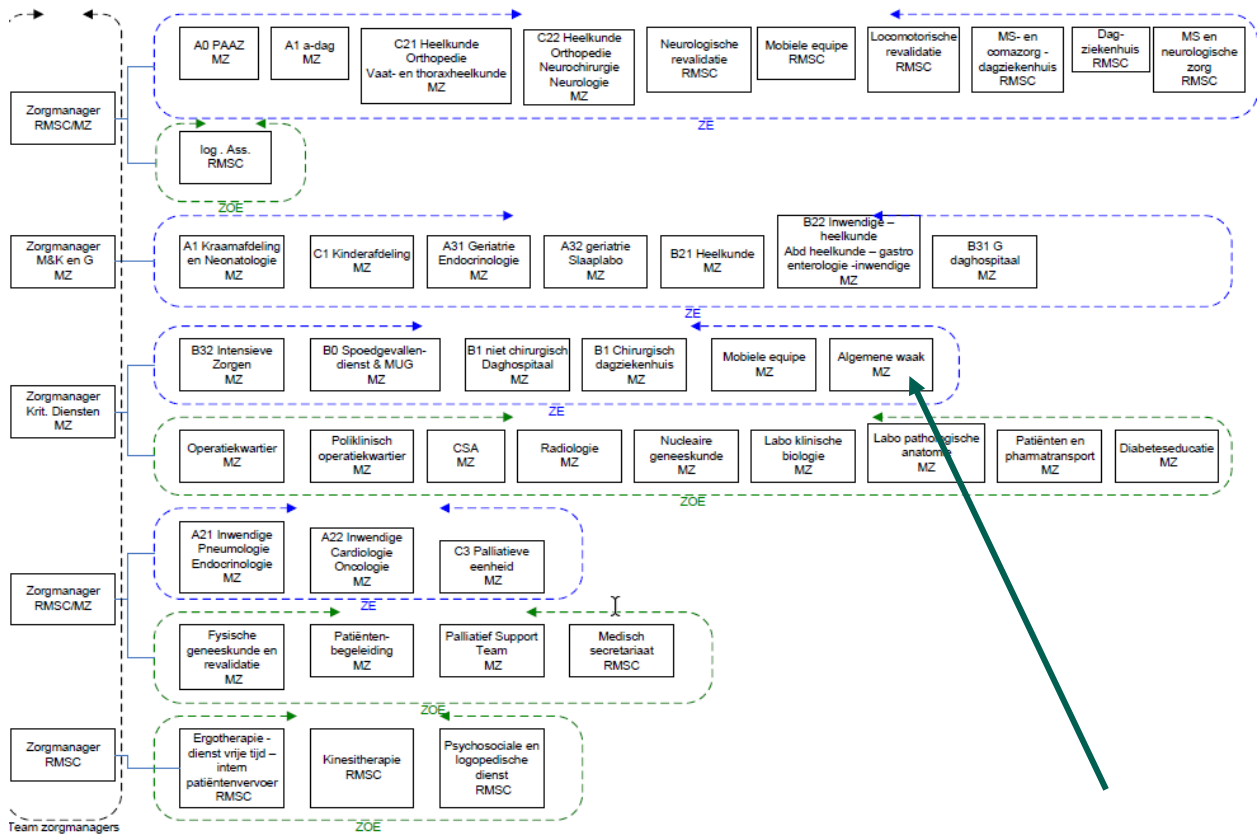 A0 PAAZ
MZ
A1 a-dag
MZ
C21 Heelkunde
Orthopedie
Vaat- en thoraxheelkunde
MZ
C22 Heelkunde
Orthopedie
Neurochirurgie
Neurologie
MZ
Neurologische
revalidatie
RMSC
Mobiele equipe
RMSC
Locomotorische
revalidatie
RMSC
MS- en
comazorg -
dagziekenhuis
RMSC
Dag-
ziekenhuis
RMSC
MS en
neurologische
zorg
RMSC
Zorgmanager
RMSC/MZ
ZE
log . Ass.
RMSC
ZOE
Zorgmanager
M&K en G
MZ
A1 Kraamafdeling
en Neonatologie
MZ
C1 Kinderafdeling
MZ
A31 Geriatrie
Endocrinologie
MZ
A32 geriatrie
Slaaplabo
MZ
B21 Heelkunde
MZ
B22 Inwendige –
heelkunde
Abd heelkunde – gastro
enterologie -inwendige
MZ
B31 G
daghospitaal
MZ
ZE
Zorgmanager
Krit. Diensten
MZ
B32 Intensieve
Zorgen
MZ
B0 Spoedgevallen-
dienst & MUG
MZ
B1 niet chirurgisch
Daghospitaal
MZ
B1 Chirurgisch
dagziekenhuis
MZ
Mobiele equipe
MZ
Algemene waak
MZ
ZE
Operatiekwartier
MZ
Poliklinisch
operatiekwartier
MZ
CSA
MZ
Radiologie
MZ
Nucleaire
geneeskunde
MZ
Labo klinische
biologie
MZ
Labo pathologische
anatomie
MZ
Patiënten en
pharmatransport
MZ
Diabeteseducatie
MZ
ZOE
Zorgmanager
RMSC/MZ
A21 Inwendige
Pneumologie
Endocrinologie
MZ
A22 Inwendige
Cardiologie
Oncologie
MZ
C3 Palliatieve
eenheid
MZ
ZE
Fysische
geneeskunde en
revalidatie
MZ
Patiënten-
begeleiding
MZ
Palliatief Support
Team
MZ
Medisch
secretariaat
RMSC
ZOE
Zorgmanager
RMSC
Ergotherapie -
dienst vrije tijd –
intern
patiëntenvervoer
RMSC
Kinesitherapie
RMSC
Psychosociale en
logopedische
dienst
RMSC
ZOE
Team zorgmanagers